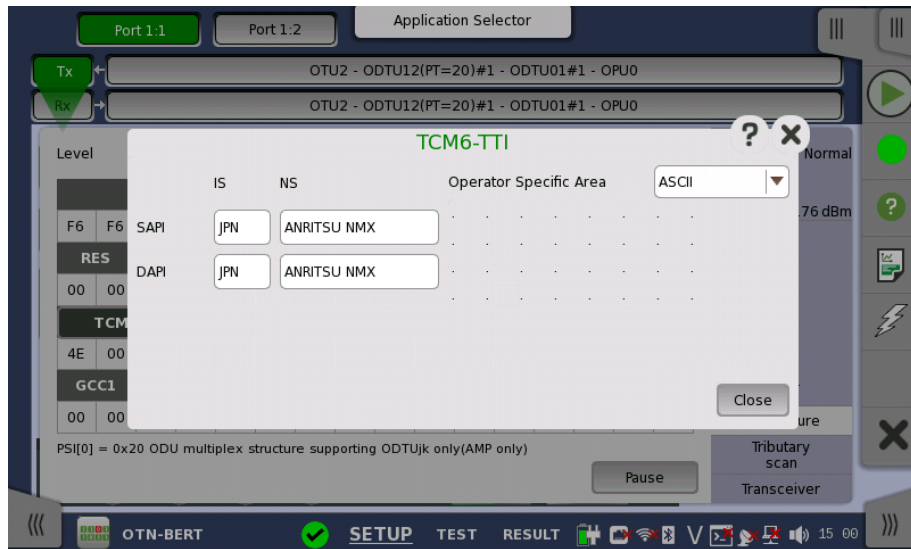 Application Selector
Port 1:1
Port 1:2
Tx
OTU2 - ODTU12(PT=20)#1 - ODTU01#1 - OPU0
Rx
OTU2 - ODTU12(PT=20)#1 - ODTU01#1 - OPU0
TCM6-TTI
?
Level
Normal
IS
NS
Operator Specific Area
ASCII
.76 dBm
F6 F6
SAPI
JPN
ANRITSU NMX
RES
DAPI
JPN
ANRITSU NMX
00 00
TCM
4E 00
GCC1
Close
00 00
ure
PSI[0] = 0x20 ODU multiplex structure supporting ODTUjk only(AMP only)
Tributary
scan
Pause
Transceiver
OTN-BERT
SETUP
TEST
RESULT
V
15 00